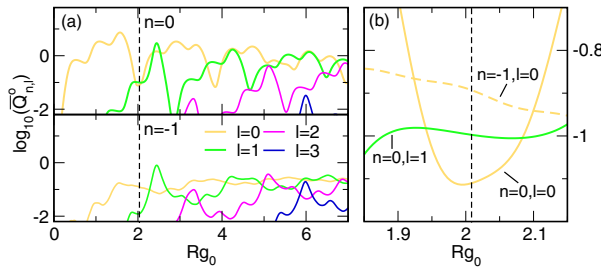 (a)
n=0
0
-2
log10(Q̅°n,l)
n=-1
l=0
l=2
l=1
l=3
0
-2
0
2
4
6
Rg0
(b)
-0.8
n=-1,l=0
-1
n=0,l=1
n=0,l=0
1.9
2
2.1
Rg0